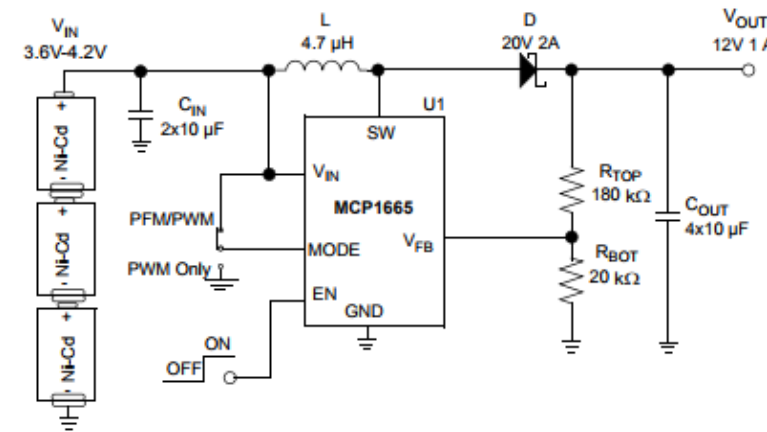 VIN
3.6V-4.2V
L
4.7 µH
D
20V 2A
VOUT
12V 1 A
+
Ni-Cd
-
+
Ni-Cd
-
+
Ni-Cd
-
CIN
2x10 µF
U1
SW
VIN
MCP1665
PFM/PWM
MODE
VFB
PWM Only
EN
GND
ON
OFF
RTOP
180 kΩ
RBOT
20 kΩ
COUT
4x10 µF